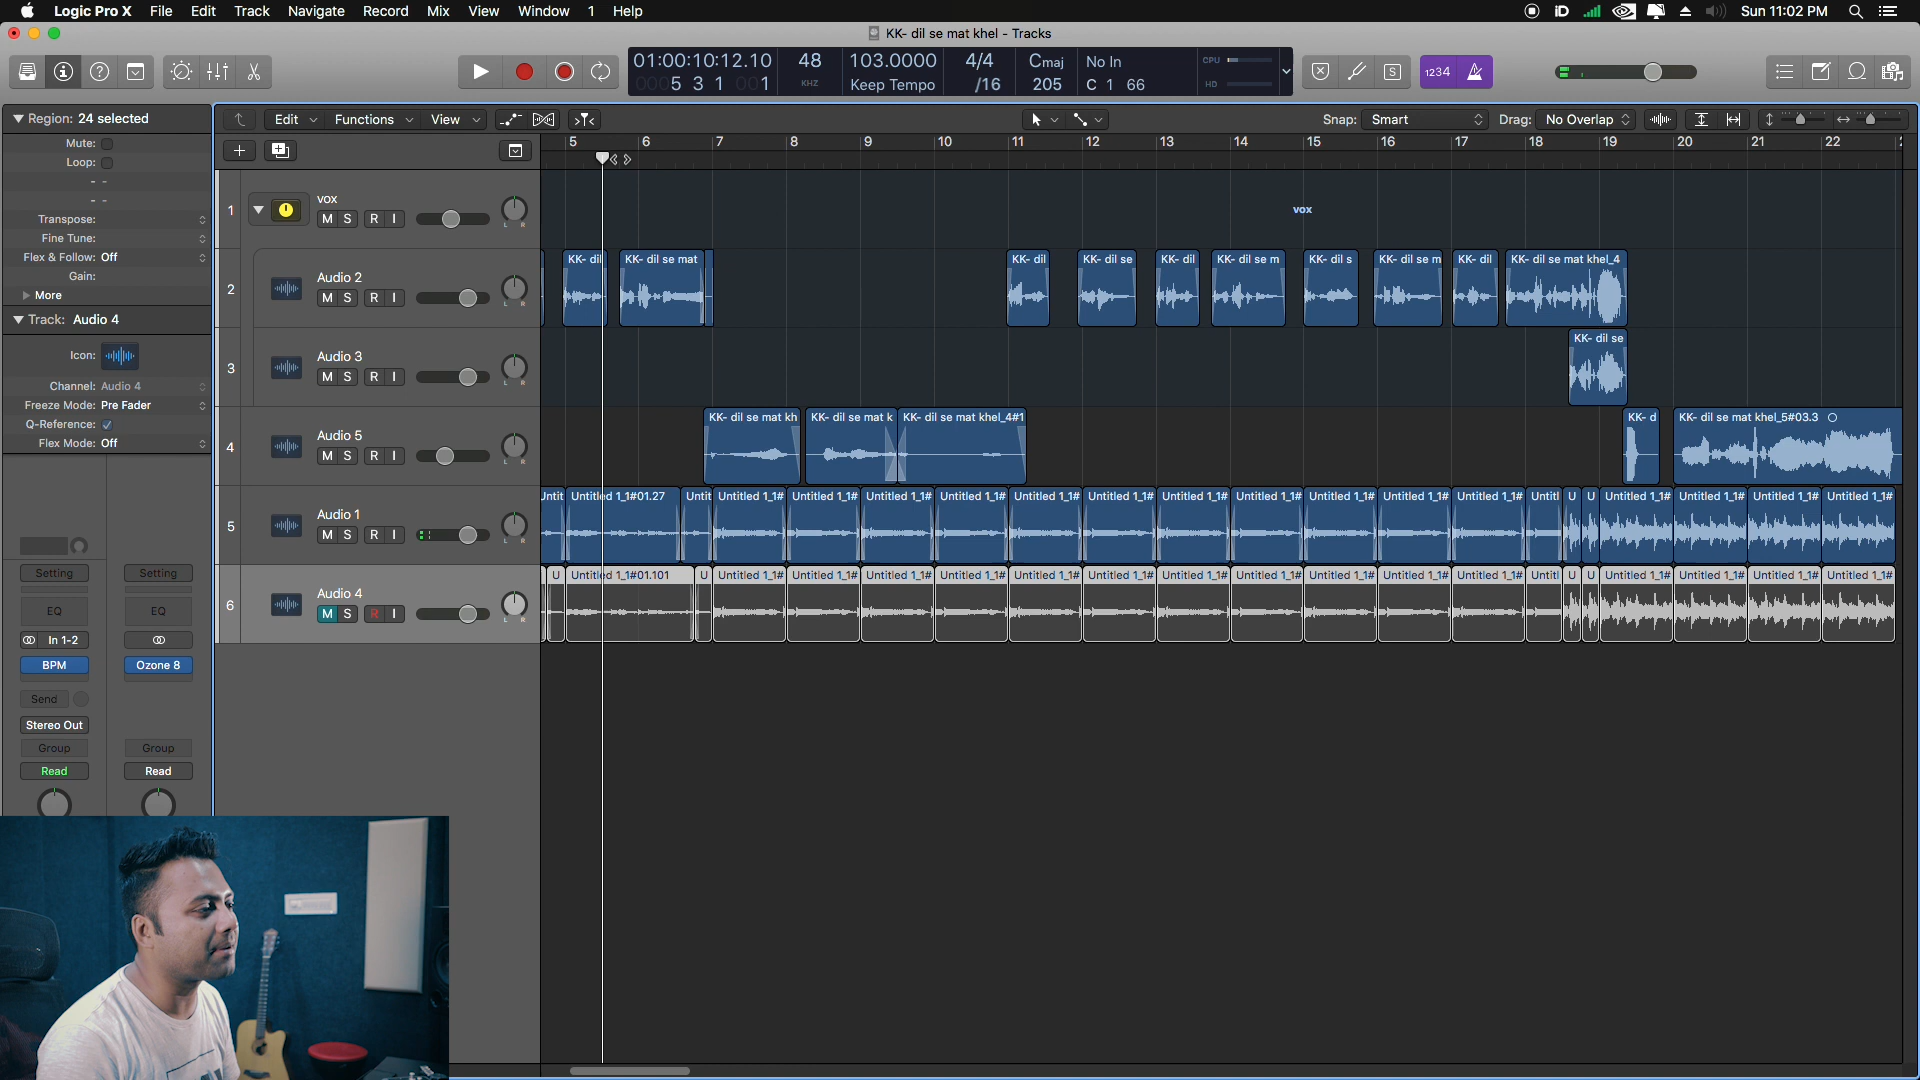 Logic Pro X File Edit Track Navigate Record Mix View Window 1 Help
iD Sun 11:02 PM
KK- dil se mat khel - Tracks
01:00:10:12.10 48 103.0000 4/4 Cmaj No In CPU
0005 3 1 001 KHZ Keep Tempo /16 205 C 1 66 HD
S 1234
Region: 24 selected
Mute:
Loop:
- -
- -
Transpose:
Fine Tune:
Flex & Follow: Off
Gain:
More
Track: Audio 4
Icon:
Channel: Audio 4
Freeze Mode: Pre Fader
Q-Reference:
Flex Mode: Off
Setting Setting
EQ EQ
In 1-2
BPM Ozone 8
Send
Stereo Out
Group Group
Read Read
Edit Functions View Snap: Smart Drag: No Overlap
5 6 7 8 9 10 11 12 13 14 15 16 17 18 19 20 21 22
1 vox
M S R I L R
vox
2 Audio 2
M S R I L R
KK- dil KK- dil se mat KK- dil KK- dil se KK- dil KK- dil se m KK- dil s KK- dil se m KK- dil KK- dil se mat khel_4
3 Audio 3
M S R I L R
KK- dil se
4 Audio 5
M S R I L R
KK- dil se mat kh KK- dil se mat k KK- dil se mat khel_4#1 KK- d KK- dil se mat khel_5#03.3
5 Audio 1
M S R I L R
Untit Untitled 1_1#01.27 Untit Untitled 1_1# Untitled 1_1# Untitled 1_1# Untitled 1_1# Untitled 1_1# Untitled 1_1# Untitled 1_1# Untitled 1_1# Untitled 1_1# Untitled 1_1# Untitled 1_1# Untitl U U Untitled 1_1# Untitled 1_1# Untitled 1_1# Untitled 1_1#
6 Audio 4
M S R I L R
U Untitled 1_1#01.101 U Untitled 1_1# Untitled 1_1# Untitled 1_1# Untitled 1_1# Untitled 1_1# Untitled 1_1# Untitled 1_1# Untitled 1_1# Untitled 1_1# Untitled 1_1# Untitled 1_1# Untitl U U Untitled 1_1# Untitled 1_1# Untitled 1_1# Untitled 1_1#